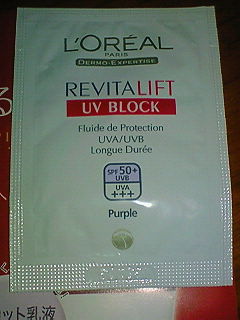 L'ORÉAL
PARIS
DERMO-EXPERTISE
REVITALIFT
UV BLOCK
Fluide de Protection
UVA/UVB
Longue Durée
SPF 50+
UVB
UVA
+++
Purple
る
ット乳液